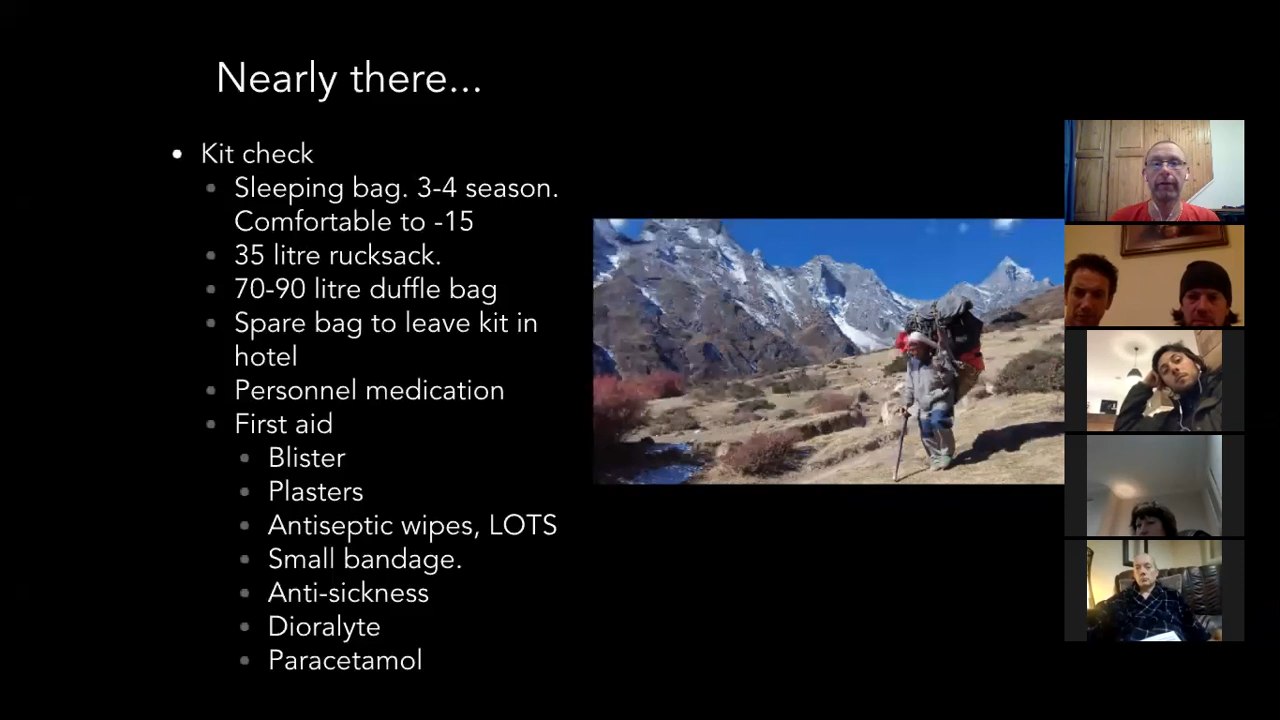 Nearly there...
Kit check
Sleeping bag. 3-4 season.
Comfortable to -15
35 litre rucksack.
70-90 litre duffle bag
Spare bag to leave kit in
hotel
Personnel medication
First aid
Blister
Plasters
Antiseptic wipes, LOTS
Small bandage.
Anti-sickness
Dioralyte
Paracetamol